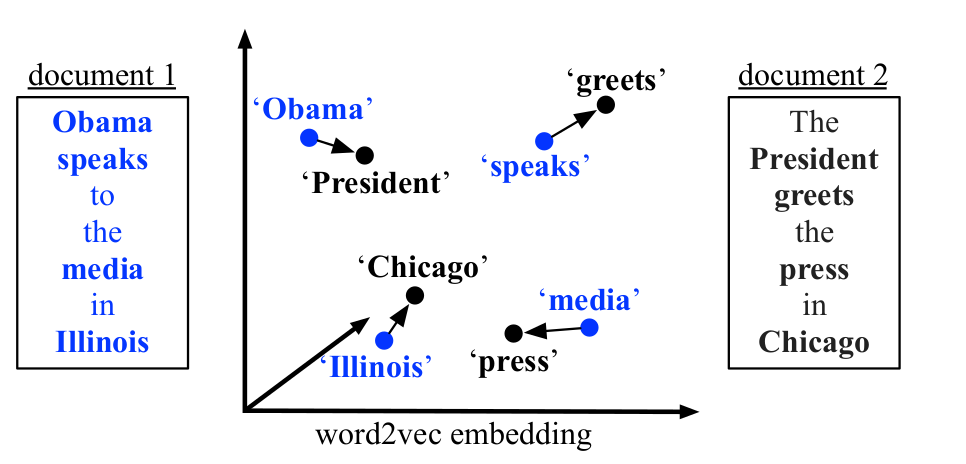 document 1
Obama
speaks
to
the
media
in
Illinois
‘Obama’
‘President’
‘greets’
‘speaks’
‘Chicago’
‘Illinois’
‘media’
‘press’
word2vec embedding
document 2
The
President
greets
the
press
in
Chicago